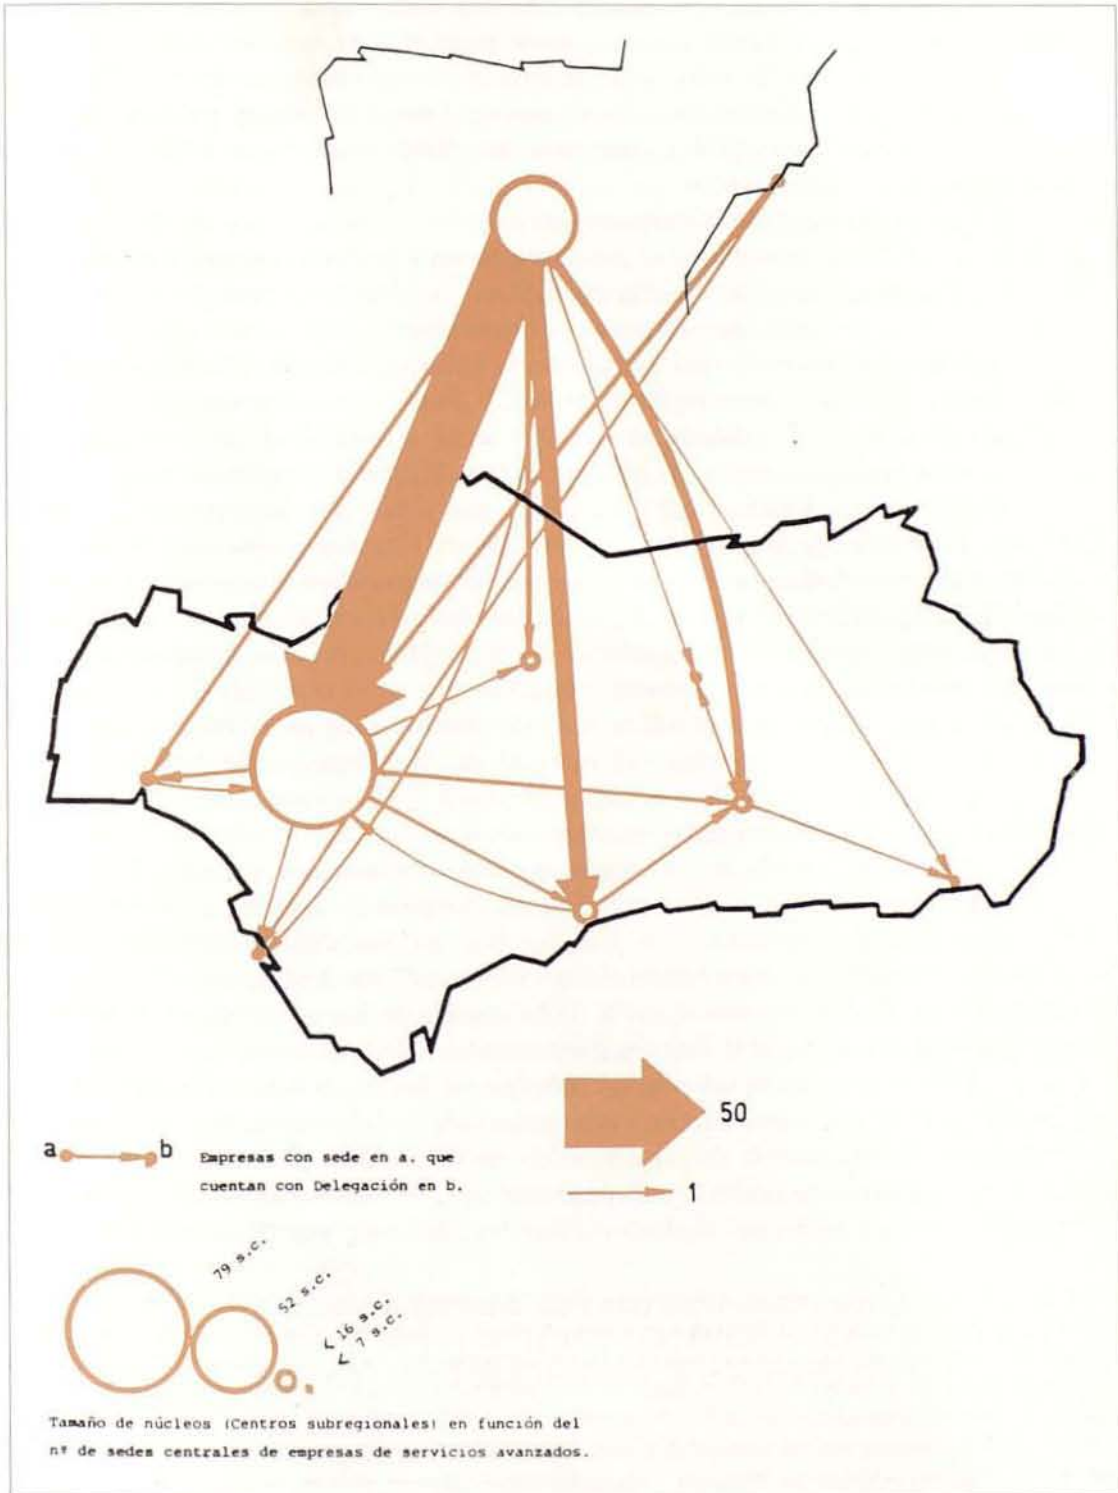 50
1
a b
Empresas con sede en a. que
cuentan con Delegación en b.
79 s.c.
52 s.c.
< 16 s.c.
< 7 s.c.
Tamaño de núcleos (Centros subregionales) en función del
nº de sedes centrales de empresas de servicios avanzados.